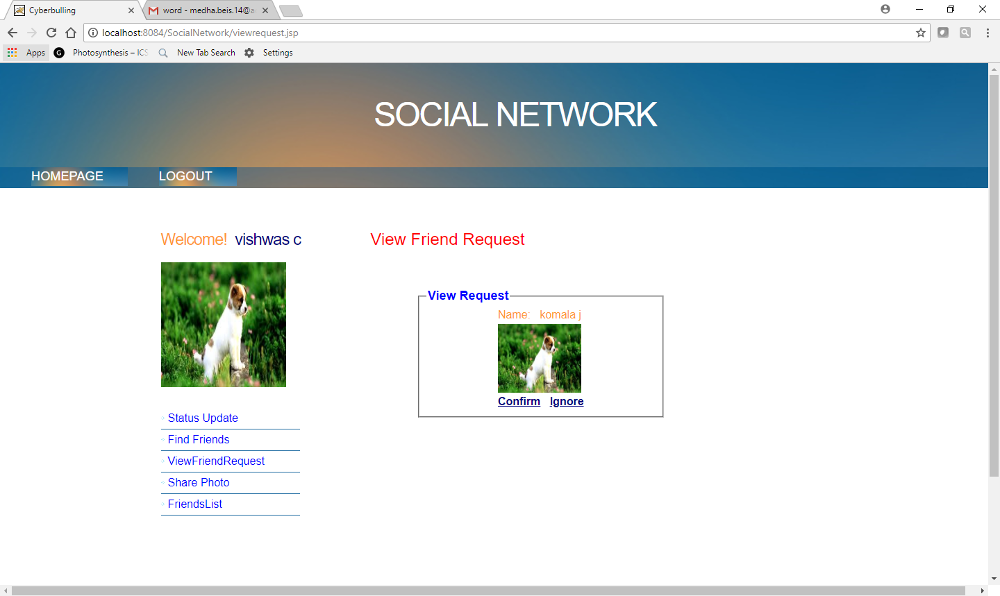 Cyberbulling
word - medha.beis.14@a
localhost:8084/SocialNetwork/viewrequest.jsp
Apps
G
Photosynthesis – ICS
New Tab Search
Settings
SOCIAL NETWORK
HOMEPAGE LOGOUT
Welcome! vishwas c
View Friend Request
View Request
Name: komala j
Confirm Ignore
Status Update
Find Friends
ViewFriendRequest
Share Photo
FriendsList